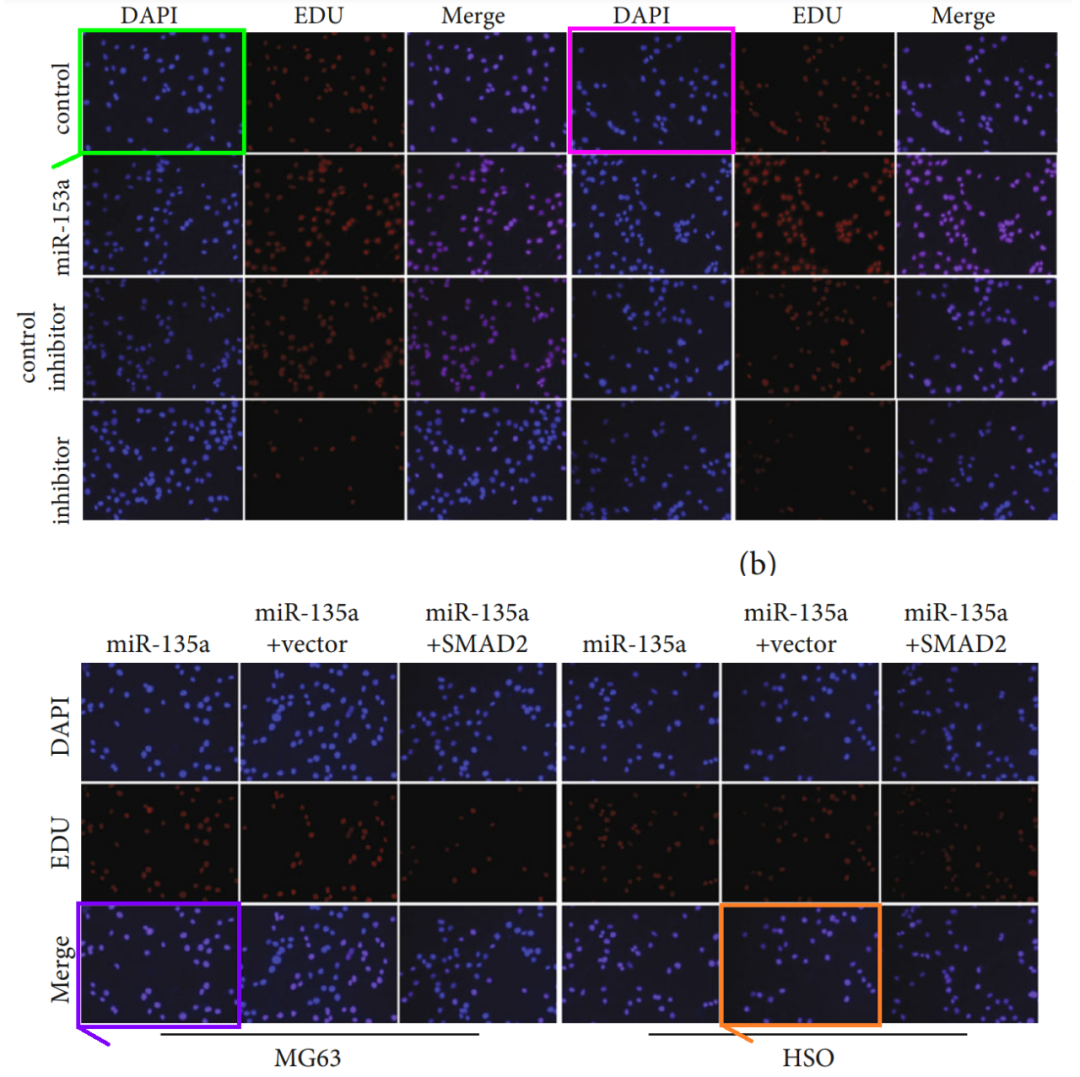 DAPI EDU Merge DAPI EDU Merge
control
miR-153a
control
inhibitor
inhibitor
(b)
miR-135a miR-135a
+vector miR-135a
+SMAD2 miR-135a miR-135a
+vector miR-135a
+SMAD2
DAPI
EDU
Merge
MG63 HSO